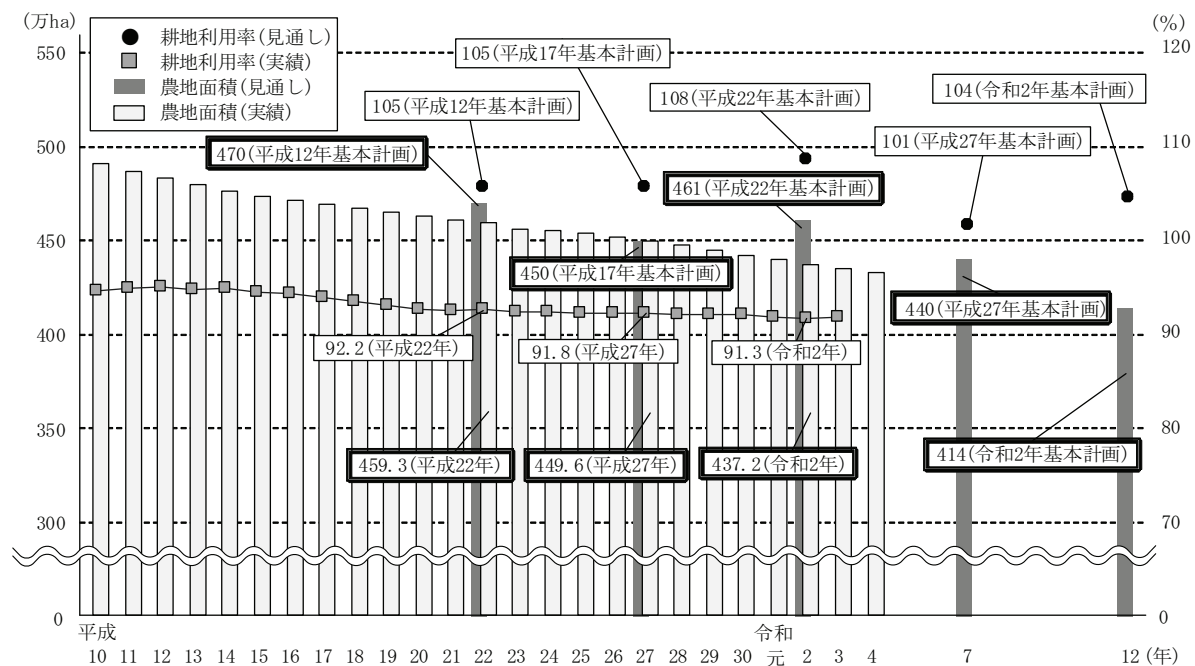 (万ha)
(%)
耕地利用率(見通し)
耕地利用率(実績)
農地面積(見通し)
農地面積(実績)
550
500
450
400
350
300
0
120
110
100
90
80
70
0
105(平成17年基本計画)
105(平成12年基本計画)
108(平成22年基本計画)
104(令和2年基本計画)
101(平成27年基本計画)
470(平成12年基本計画)
461(平成22年基本計画)
450(平成17年基本計画)
440(平成27年基本計画)
92.2(平成22年)
91.8(平成27年)
91.3(令和2年)
459.3(平成22年)
449.6(平成27年)
437.2(令和2年)
414(令和2年基本計画)
平成
令和
10 11 12 13 14 15 16 17 18 19 20 21 22 23 24 25 26 27 28 29 30 元 2 3 4 7 12 (年)